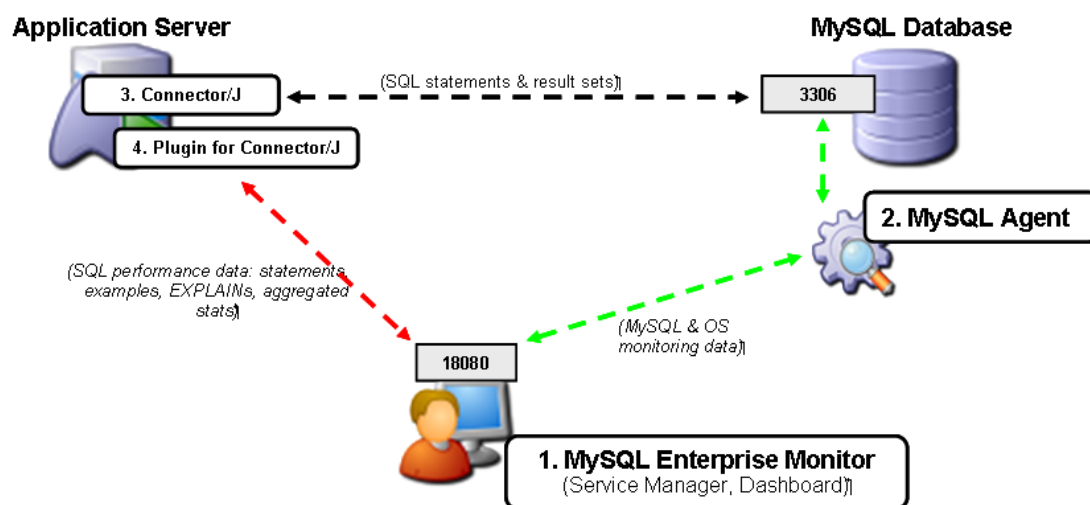 Application Server
MySQL Database
(SQL statements & result sets)¶
3. Connector/J
3306
4. Plugin for Connector/J
2. MySQL Agent
(SQL performance data: statements,
examples, EXPLAINs, aggregated
stats)¶
(MySQL & OS
monitoring data)¶
18080
1. MySQL Enterprise Monitor
(Service Manager, Dashboard)¶